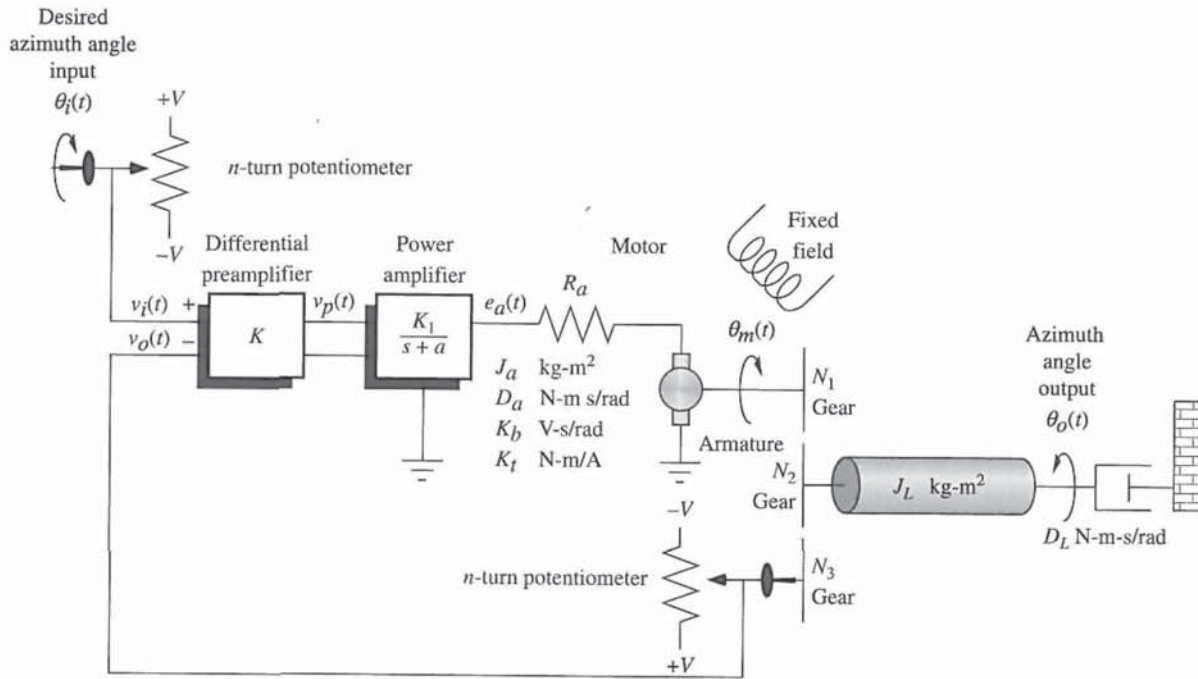 Desired
azimuth angle
input
θi(t)
+V
n-turn potentiometer
−V
Differential
preamplifier
Power
amplifier
Motor
Fixed
field
vi(t) +
vo(t) −
K
vp(t)
K1
s + a
ea(t)
Ra
Ja kg-m²
Da N-m s/rad
Kb V-s/rad
Kt N-m/A
θm(t)
Armature
N1
Gear
N2
Gear
Azimuth
angle
output
θo(t)
JL kg-m²
DL N-m-s/rad
−V
n-turn potentiometer
+V
N3
Gear